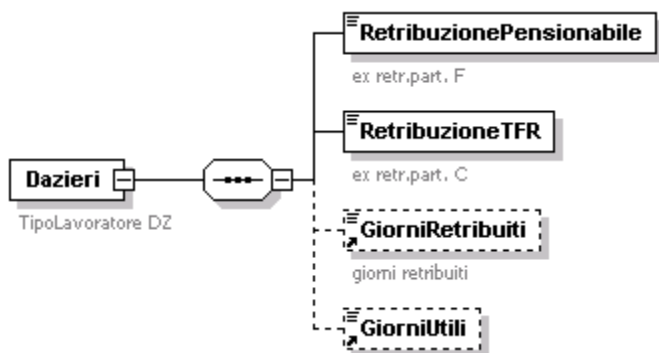 RetribuzionePensionabile
ex retr.part. F
RetribuzioneTFR
ex retr.part. C
Dazieri
TipoLavoratore DZ
GiorniRetribuiti
giorni retribuiti
GiorniUtili